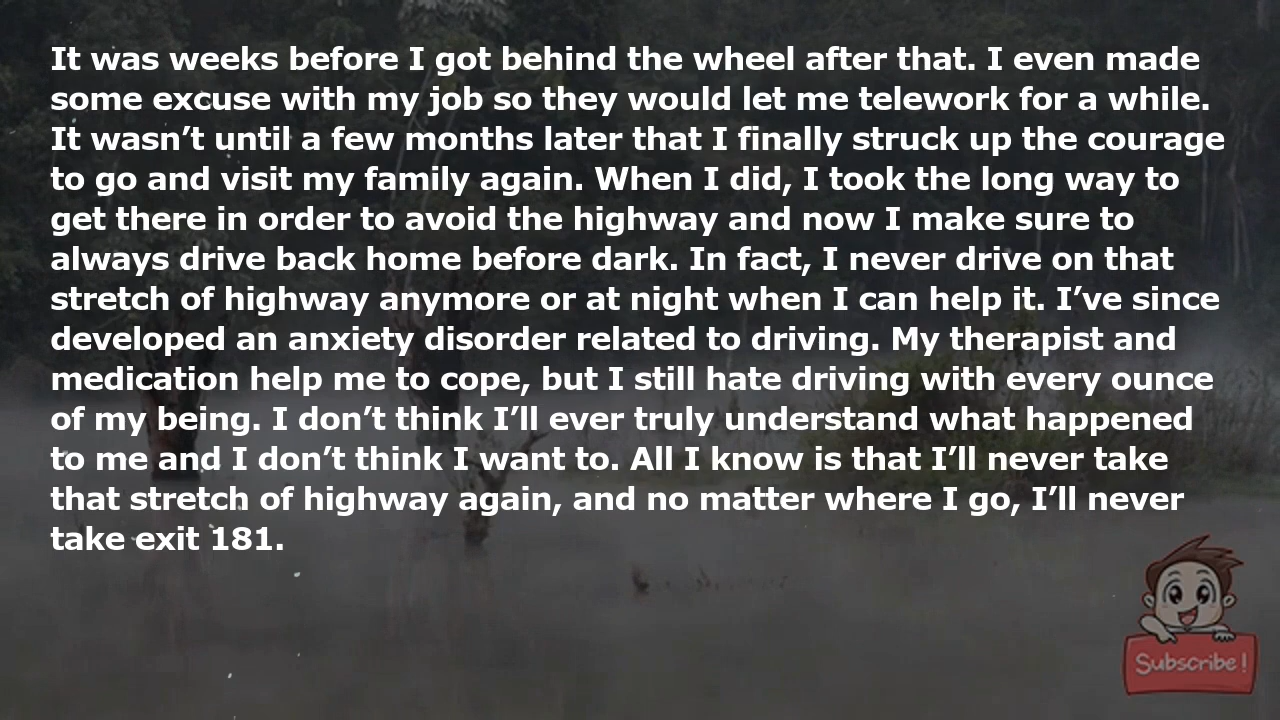 It was weeks before I got behind the wheel after that. I even made
some excuse with my job so they would let me telework for a while.
It wasn’t until a few months later that I finally struck up the courage
to go and visit my family again. When I did, I took the long way to
get there in order to avoid the highway and now I make sure to
always drive back home before dark. In fact, I never drive on that
stretch of highway anymore or at night when I can help it. I’ve since
developed an anxiety disorder related to driving. My therapist and
medication help me to cope, but I still hate driving with every ounce
of my being. I don’t think I’ll ever truly understand what happened
to me and I don’t think I want to. All I know is that I’ll never take
that stretch of highway again, and no matter where I go, I’ll never
take exit 181.
Subscribe!